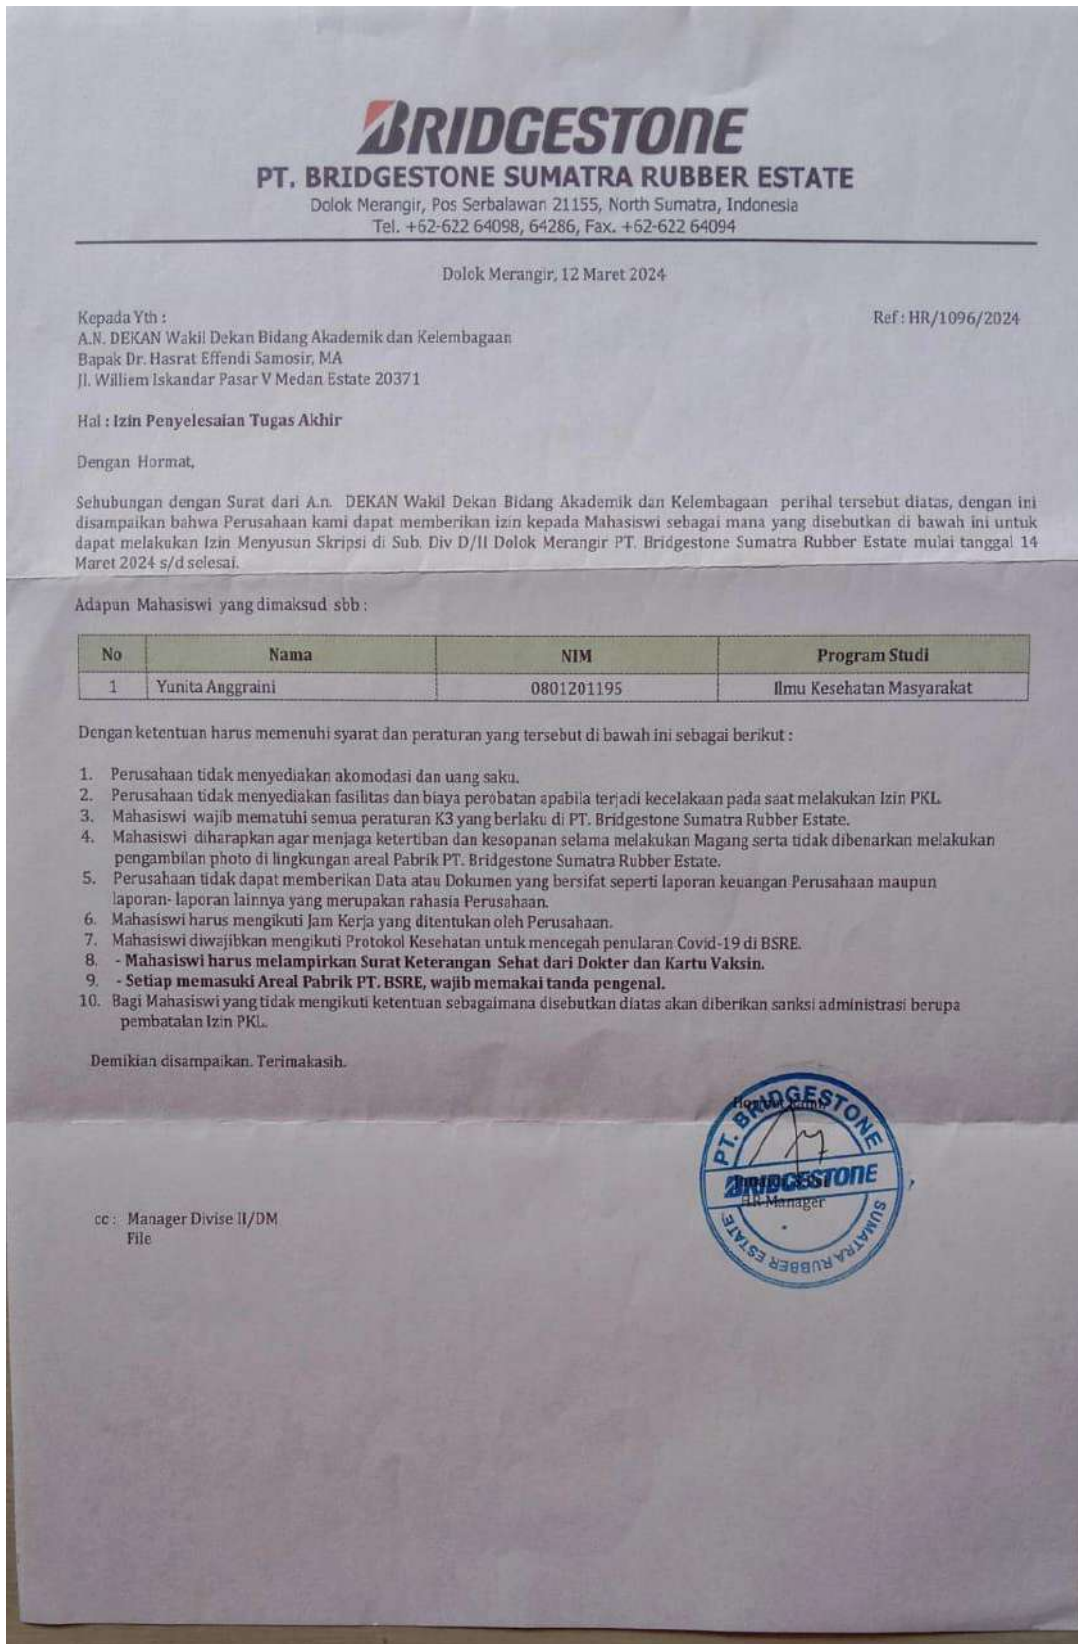 BRIDGESTONE
PT. BRIDGESTONE SUMATRA RUBBER ESTATE
Dolok Merangir, Pos Serbalawan 21155, North Sumatra, Indonesia
Tel. +62-622 64098, 64286, Fax. +62-622 64094
Dolok Merangir, 12 Maret 2024
Kepada Yth :
Ref : HR/1096/2024
A.N. DEKAN Wakil Dekan Bidang Akademik dan Kelembagaan
Bapak Dr. Hasrat Effendi Samosir, MA
Jl. Williem Iskandar Pasar V Medan Estate 20371
Hal : Izin Penyelesaian Tugas Akhir
Dengan Hormat,
Sehubungan dengan Surat dari A.n. DEKAN Wakil Dekan Bidang Akademik dan Kelembagaan perihal tersebut diatas, dengan ini
disampaikan bahwa Perusahaan kami dapat memberikan izin kepada Mahasiswi sebagai mana yang disebutkan di bawah ini untuk
dapat melakukan Izin Menyusun Skripsi di Sub. Div D/II Dolok Merangir PT. Bridgestone Sumatra Rubber Estate mulai tanggal 14
Maret 2024 s/d selesai.
Adapun Mahasiswi yang dimaksud sbb :
No Nama NIM Program Studi
1 Yunita Anggraini 0801201195 Ilmu Kesehatan Masyarakat
Dengan ketentuan harus memenuhi syarat dan peraturan yang tersebut di bawah ini sebagai berikut :
1. Perusahaan tidak menyediakan akomodasi dan uang saku.
2. Perusahaan tidak menyediakan fasilitas dan biaya perobatan apabila terjadi kecelakaan pada saat melakukan Izin PKL.
3. Mahasiswi wajib mematuhi semua peraturan K3 yang berlaku di PT. Bridgestone Sumatra Rubber Estate.
4. Mahasiswi diharapkan agar menjaga ketertiban dan kesopanan selama melakukan Magang serta tidak dibenarkan melakukan
pengambilan photo di lingkungan areal Pabrik PT. Bridgestone Sumatra Rubber Estate.
5. Perusahaan tidak dapat memberikan Data atau Dokumen yang bersifat seperti laporan keuangan Perusahaan maupun
laporan- laporan lainnya yang merupakan rahasia Perusahaan.
6. Mahasiswi harus mengikuti Jam Kerja yang ditentukan oleh Perusahaan.
7. Mahasiswi diwajibkan mengikuti Protokol Kesehatan untuk mencegah penularan Covid-19 di BSRE.
8. - Mahasiswi harus melampirkan Surat Keterangan Sehat dari Dokter dan Kartu Vaksin.
9. - Setiap memasuki Areal Pabrik PT. BSRE, wajib memakai tanda pengenal.
10. Bagi Mahasiswi yang tidak mengikuti ketentuan sebagaimana disebutkan diatas akan diberikan sanksi administrasi berupa
pembatalan Izin PKL.
Demikian disampaikan. Terimakasih.
Hormat kami,
PT. BRIDGESTONE
BRIDGESTONE
HR Manager
SUMATRA RUBBER ESTATE
cc : Manager Divise II/DM
File